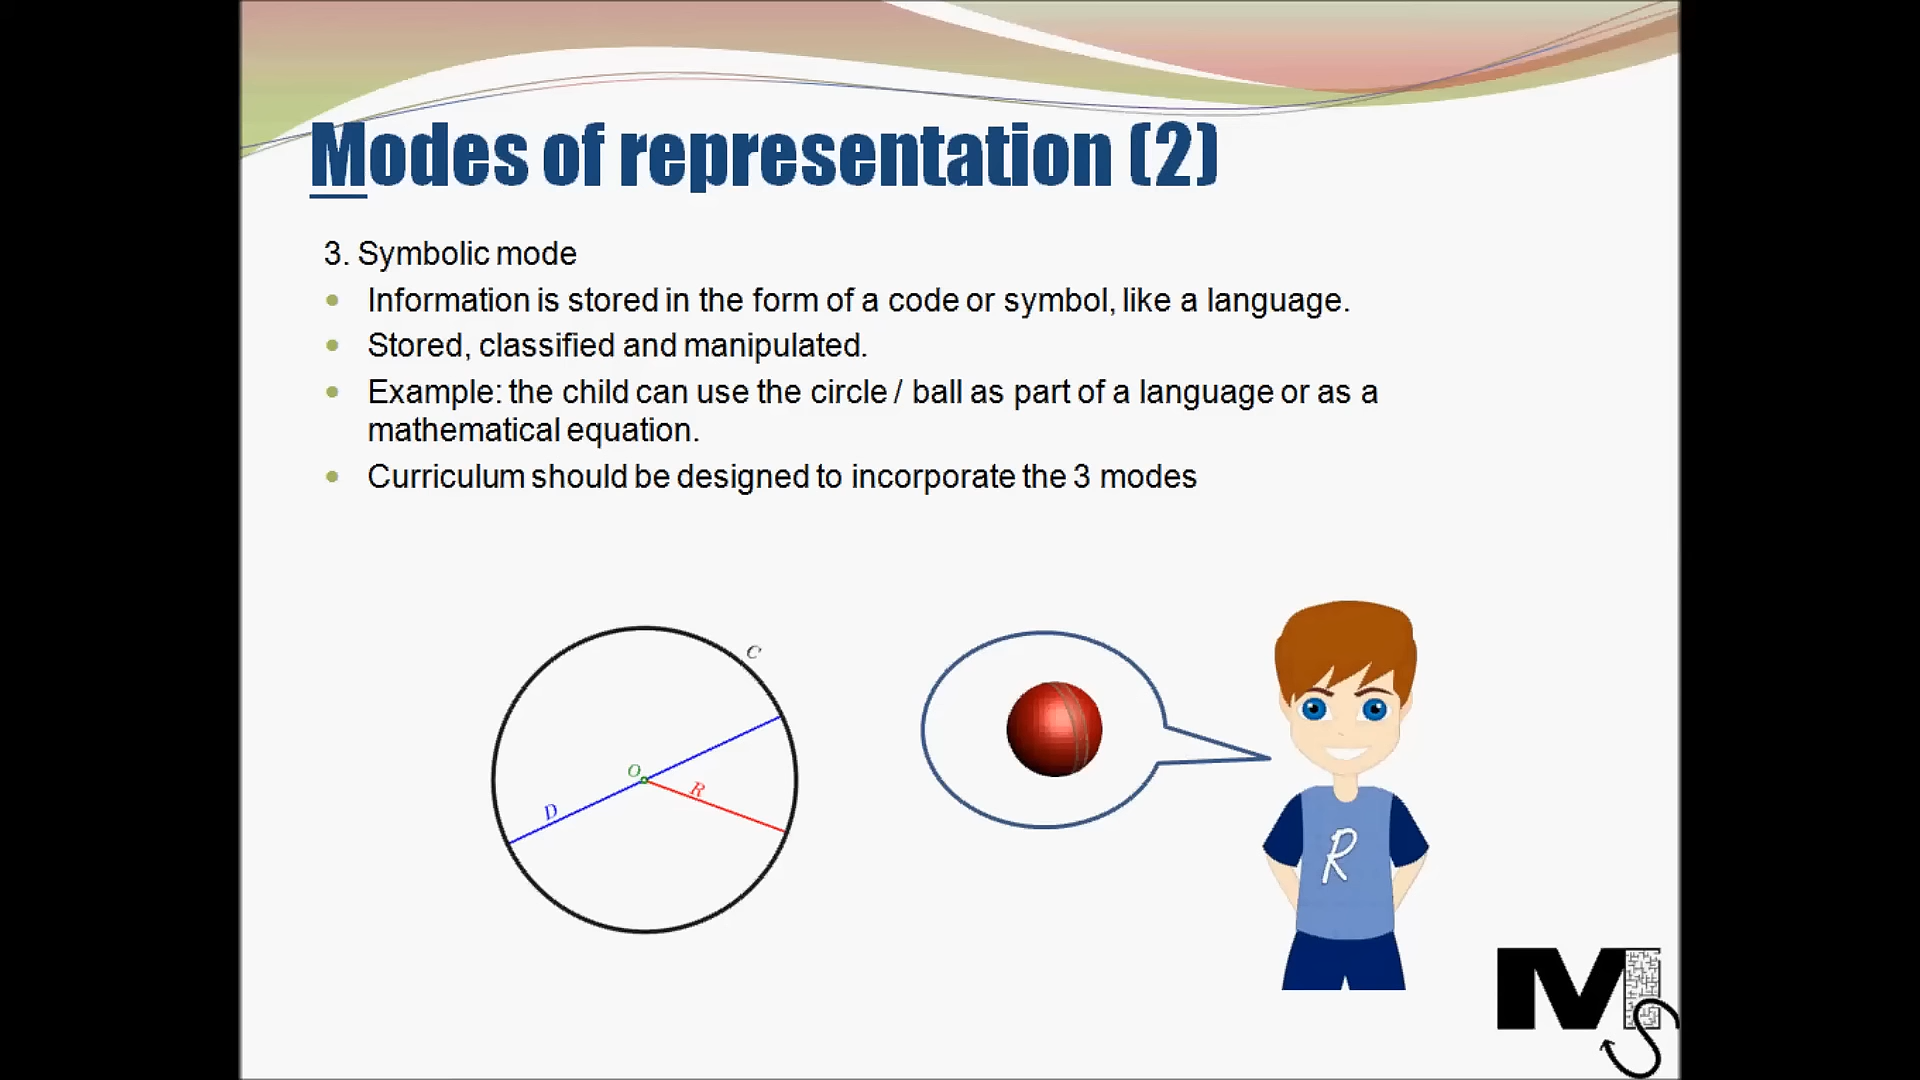 Modes of representation (2)
3. Symbolic mode
Information is stored in the form of a code or symbol, like a language.
Stored, classified and manipulated.
Example: the child can use the circle / ball as part of a language or as a
mathematical equation.
Curriculum should be designed to incorporate the 3 modes
C
O
R
D
R
MS